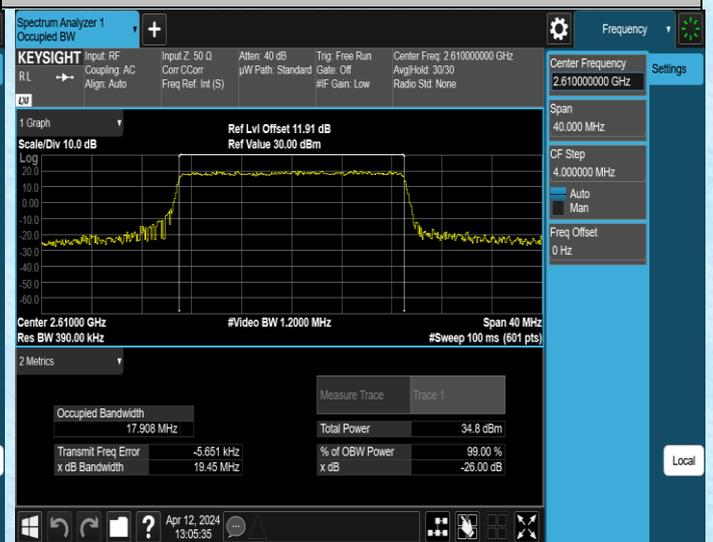 Spectrum Analyzer 1
Occupied BW
Frequency
KEYSIGHT
R L
LXI
Input: RF
Coupling: AC
Align: Auto
Input Z: 50 Ω
Corr CCorr
Freq Ref: Int (S)
Atten: 40 dB
µW Path: Standard
Trig: Free Run
Gate: Off
#IF Gain: Low
Center Freq: 2.610000000 GHz
Avg|Hold: 30/30
Radio Std: None
Center Frequency
2.610000000 GHz
Settings
Span
40.000 MHz
CF Step
4.000000 MHz
Auto
Man
Freq Offset
0 Hz
1 Graph
Scale/Div 10.0 dB
Ref Lvl Offset 11.91 dB
Ref Value 30.00 dBm
Log
20.0
10.0
0.00
-10.0
-20.0
-30.0
-40.0
-50.0
-60.0
Center 2.61000 GHz
#Video BW 1.2000 MHz
Span 40 MHz
Res BW 390.00 kHz
#Sweep 100 ms (601 pts)
2 Metrics
Measure Trace
Trace 1
Occupied Bandwidth
17.908 MHz
Total Power
34.8 dBm
Transmit Freq Error
-5.651 kHz
% of OBW Power
99.00 %
x dB Bandwidth
19.45 MHz
x dB
-26.00 dB
Local
Apr 12, 2024
13:05:35